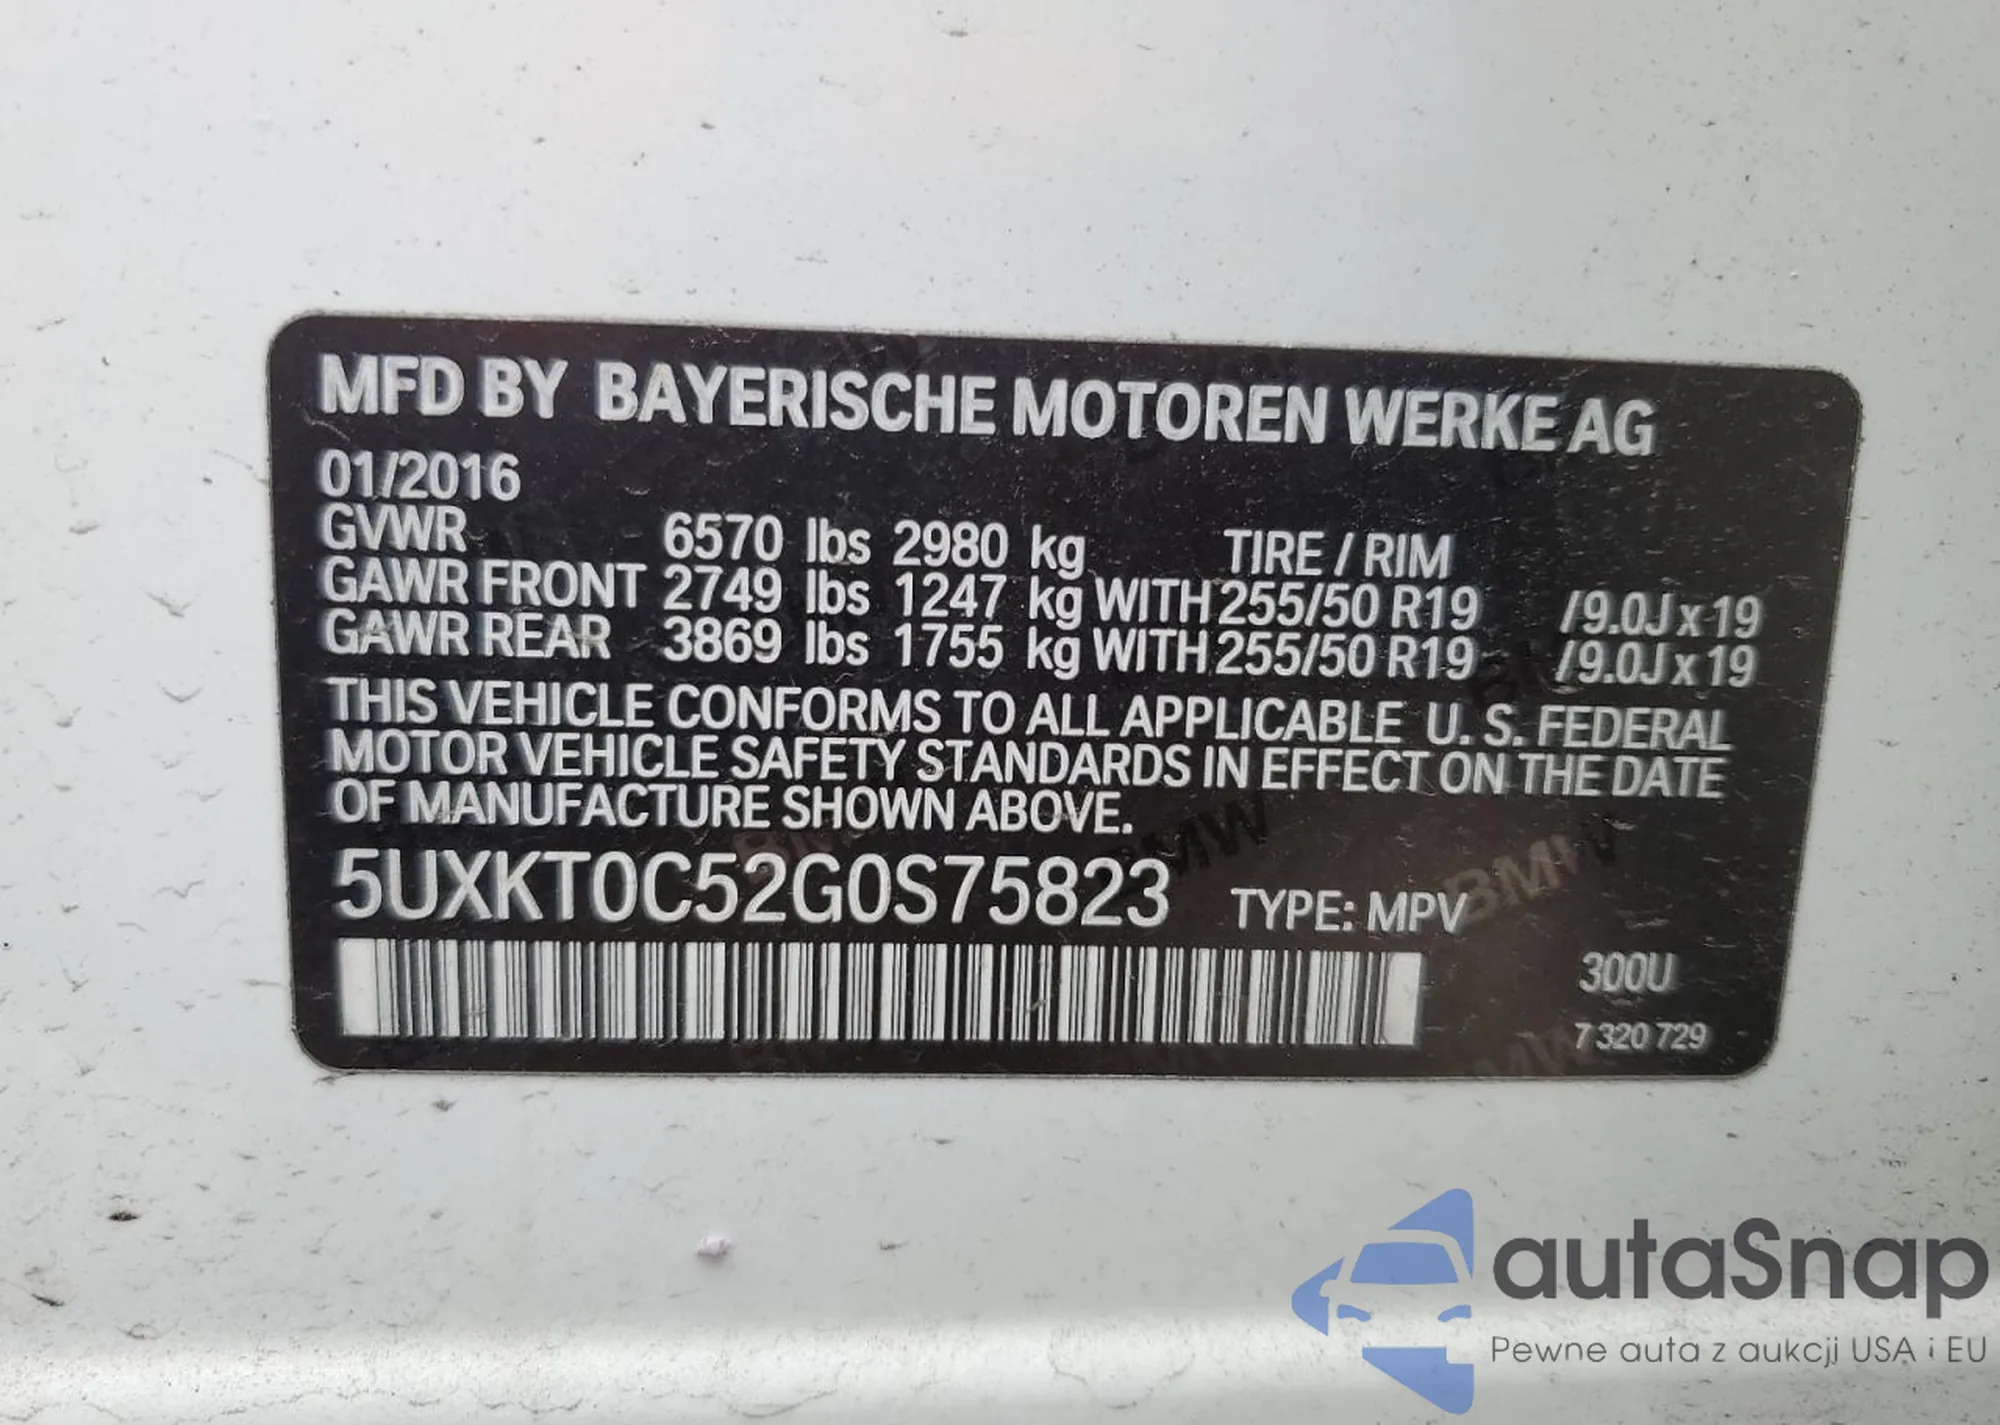 MFD BY BAYERISCHE MOTOREN WERKE AG
01/2016
GVWR 6570 lbs 2980 kg TIRE / RIM
GAWR FRONT 2749 lbs 1247 kg WITH 255/50 R19 /9.0J x 19
GAWR REAR 3869 lbs 1755 kg WITH 255/50 R19 /9.0J x 19
THIS VEHICLE CONFORMS TO ALL APPLICABLE U. S. FEDERAL
MOTOR VEHICLE SAFETY STANDARDS IN EFFECT ON THE DATE
OF MANUFACTURE SHOWN ABOVE.
5UXKT0C52G0S75823 TYPE: MPV
300U
7 320 729
autaSnap
Pewne auta z aukcji USA i EU